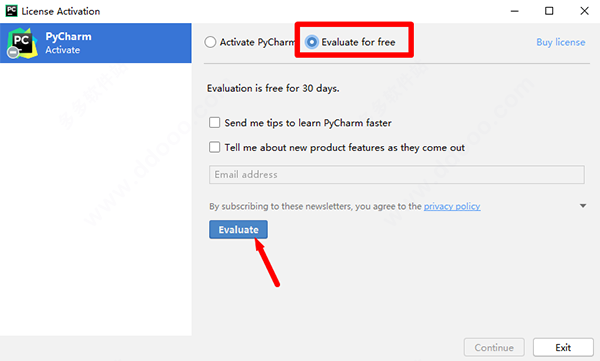 PC License Activation
PC PyCharm
Activate
Activate PyCharm Evaluate for free Buy license
Evaluation is free for 30 days.
Send me tips to learn PyCharm faster
Tell me about new product features as they come out
Email address
By subscribing to these newsletters, you agree to the privacy policy
Evaluate
Continue Exit